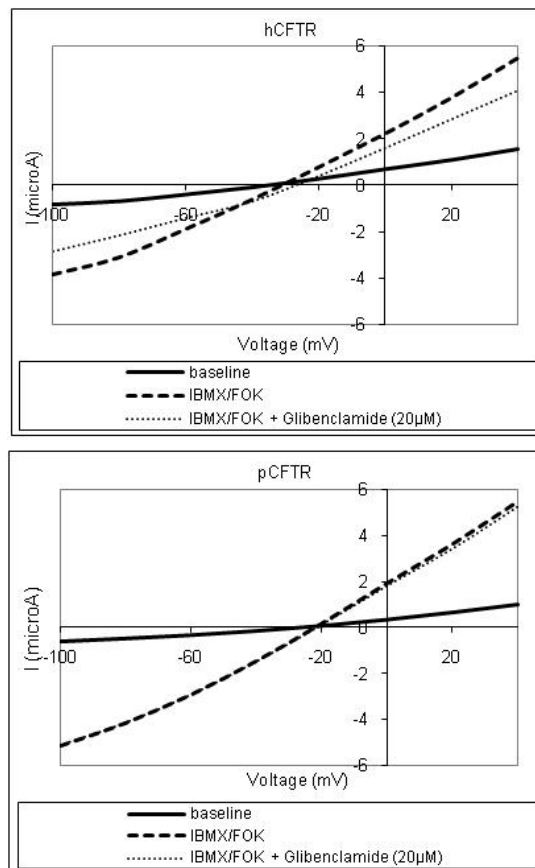 hCFTR
6
4
2
0
-100
-60
-20
20
-2
-4
-6
I (microA)
Voltage (mV)
baseline
IBMX/FOK
IBMX/FOK + Glibenclamide (20µM)
pCFTR
6
4
2
0
-100
-60
-20
20
-2
-4
-6
I (microA)
Voltage (mV)
baseline
IBMX/FOK
IBMX/FOK + Glibenclamide (20µM)